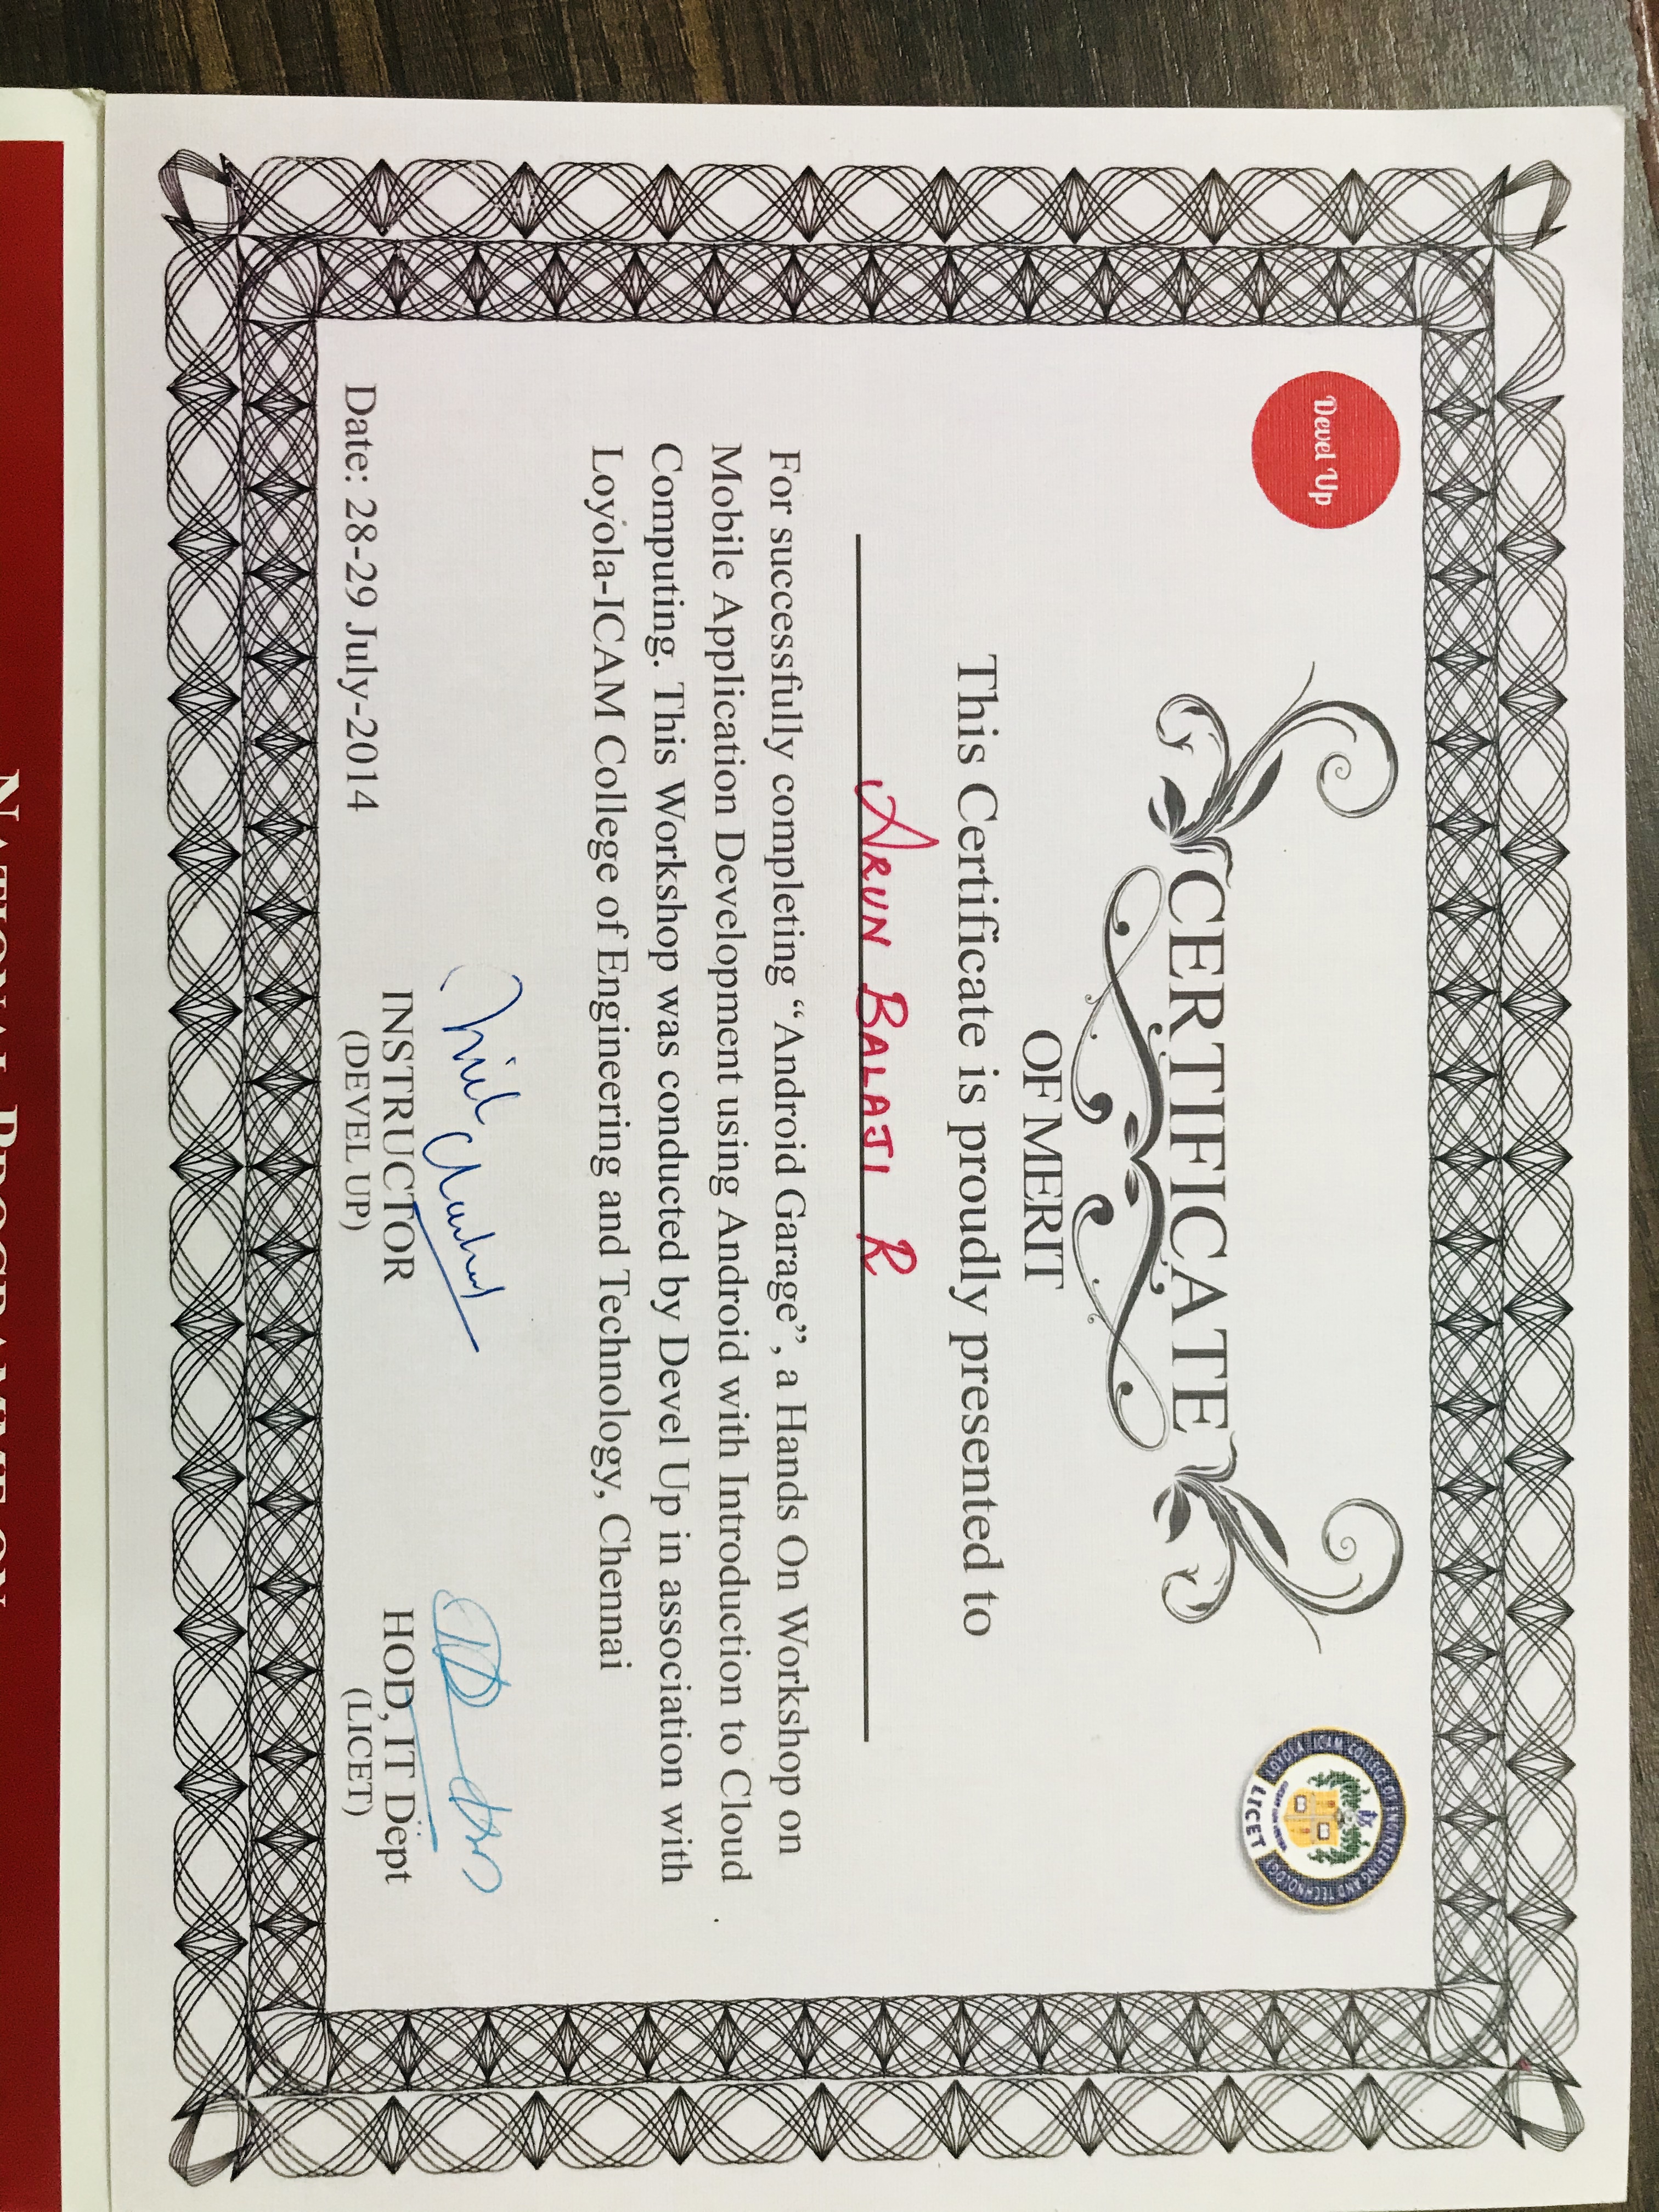 Devel Up
LOYOLA ICAM COLLEGE OF ENGINEERING AND TECHNOLOGY
LICET
CERTIFICATE
OF MERIT
This Certificate is proudly presented to
ARUN BALAJI R
For successfully completing “Android Garage”, a Hands On Workshop on
Mobile Application Development using Android with Introduction to Cloud
Computing. This Workshop was conducted by Devel Up in association with
Loyola-ICAM College of Engineering and Technology, Chennai
Date: 28-29 July-2014
INSTRUCTOR
(DEVEL UP)
HOD, IT Dept
(LICET)
NATIONAL PROGRAMME ON